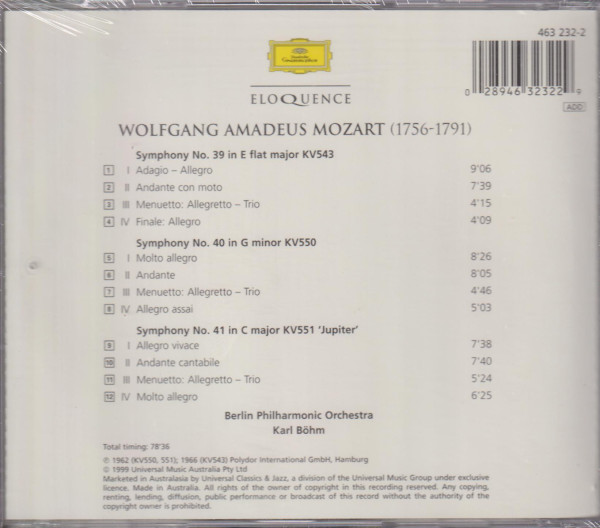 463 232-2
Deutsche
Grammophon
0 28946 32322 9
ADD
ELOQUENCE
WOLFGANG AMADEUS MOZART (1756-1791)
Symphony No. 39 in E flat major KV543
1 I Adagio – Allegro 9'06
2 II Andante con moto 7'39
3 III Menuetto: Allegretto – Trio 4'15
4 IV Finale: Allegro 4'09
Symphony No. 40 in G minor KV550
5 I Molto allegro 8'26
6 II Andante 8'05
7 III Menuetto: Allegretto – Trio 4'46
8 IV Allegro assai 5'03
Symphony No. 41 in C major KV551 'Jupiter'
9 I Allegro vivace 7'38
10 II Andante cantabile 7'40
11 III Menuetto: Allegretto – Trio 5'24
12 IV Molto allegro 6'25
Berlin Philharmonic Orchestra
Karl Böhm
Total timing: 78'36
℗ 1962 (KV550, 551); 1966 (KV543) Polydor International GmbH, Hamburg
© 1999 Universal Music Australia Pty Ltd
Marketed in Australasia by Universal Classics & Jazz, a division of the Universal Music Group under exclusive
licence. Made in Australia. All rights of the owner of copyright in this recording reserved. Any copying,
renting, lending, diffusion, public performance or broadcast of this record without the authority of the
copyright owner is prohibited.